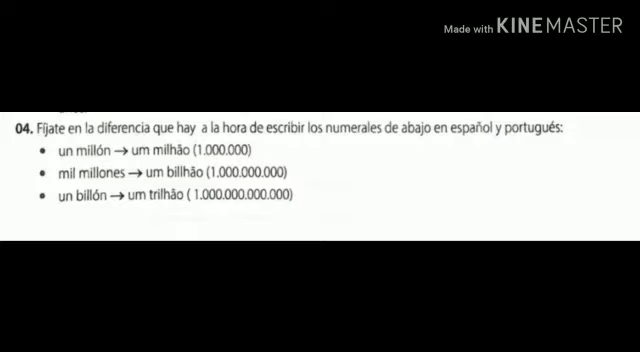 Made with KINEMASTER
04. Fíjate en la diferencia que hay a la hora de escribir los numerales de abajo en español y portugués:
• un millón → um milhão (1.000.000)
• mil millones → um billhão (1.000.000.000)
• un billón → um trilhão ( 1.000.000.000.000)